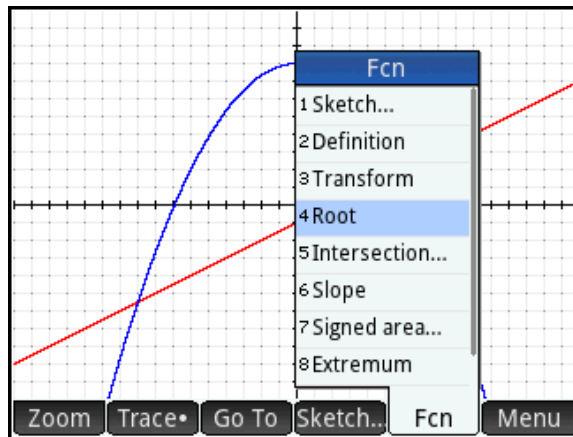 Fcn
1 Sketch...
2 Definition
3 Transform
4 Root
5 Intersection...
6 Slope
7 Signed area...
8 Extremum
Zoom Trace• Go To Sketch... Fcn Menu